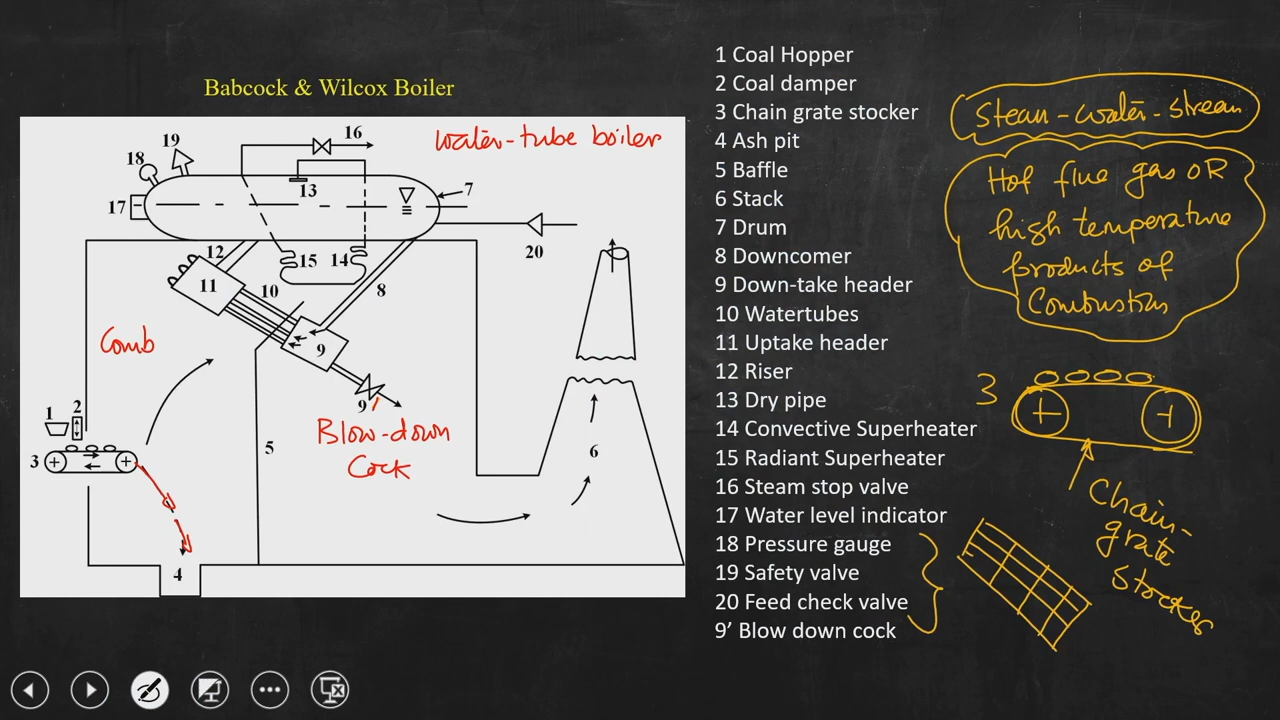 Babcock & Wilcox Boiler
water-tube boiler
16
19
18
13
7
17
20
12
15
14
11
10
8
9
Comb
9'
1
2
Blow-down
Cock
3
5
6
4
1 Coal Hopper
2 Coal damper
3 Chain grate stocker
4 Ash pit
5 Baffle
6 Stack
7 Drum
8 Downcomer
9 Down-take header
10 Watertubes
11 Uptake header
12 Riser
13 Dry pipe
14 Convective Superheater
15 Radiant Superheater
16 Steam stop valve
17 Water level indicator
18 Pressure gauge
19 Safety valve
20 Feed check valve
9’ Blow down cock
Steam-water-stream
Hot flue gas OR
high temperature
products of
Combustion
3
Chain-
grate
stocker